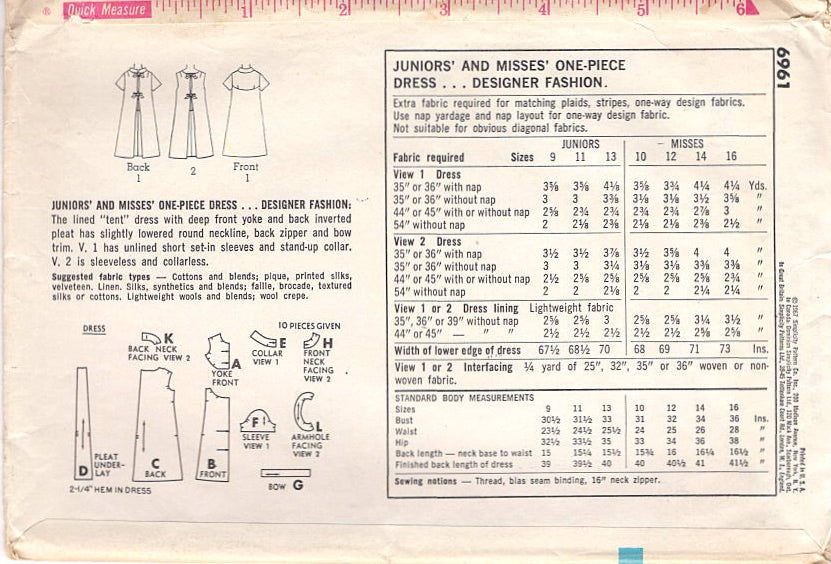 ® Quick Measure 1 2 3 4 5 6
6961
Back
1
2
Front
1
JUNIORS' AND MISSES' ONE-PIECE DRESS . . . DESIGNER FASHION:
The lined "tent" dress with deep front yoke and back inverted
pleat has slightly lowered round neckline, back zipper and bow
trim. V. 1 has unlined short set-in sleeves and stand-up collar.
V. 2 is sleeveless and collarless.
Suggested fabric types — Cottons and blends; pique, printed silks,
velveteen. Linen. Silks, synthetics and blends; faille, brocade, textured
silks or cottons. Lightweight wools and blends; wool crepe.
DRESS
10 PIECES GIVEN
K
BACK NECK
FACING VIEW 2
A
YOKE
FRONT
E
COLLAR
VIEW 1
H
FRONT
NECK
FACING
VIEW 2
D
PLEAT
UNDER-
LAY
C
BACK
B
FRONT
F
SLEEVE
VIEW 1
L
ARMHOLE
FACING
VIEW 2
BOW G
2-1/4" HEM IN DRESS
JUNIORS' AND MISSES' ONE-PIECE
DRESS . . . DESIGNER FASHION.
Extra fabric required for matching plaids, stripes, one-way design fabrics.
Use nap yardage and nap layout for one-way design fabric.
Not suitable for obvious diagonal fabrics.
JUNIORS - MISSES
Fabric required Sizes 9 11 13 10 12 14 16
View 1 Dress
35" or 36" with nap 3⅝ 3⅝ 4⅛ 3⅝ 3¾ 4¼ 4¼ Yds.
35" or 36" without nap 3 3 3⅜ 3⅛ 3⅛ 3½ 3⅝ "
44" or 45" with or without nap 2⅝ 2¾ 2¾ 2¾ 2¾ 2⅞ 3 "
54" without nap 2 2⅛ 2⅜ 2⅛ 2⅛ 2⅜ 2½ "
View 2 Dress
35" or 36" with nap 3½ 3½ 3⅞ 3½ 3⅝ 4 4 "
35" or 36" without nap 3 3 3¼ 3⅛ 3⅛ 3⅜ 3⅜ "
44" or 45" with or without nap 2½ 2⅝ 2⅝ 2⅝ 2⅝ 2⅝ 2¾ "
54" without nap 2 2 2⅛ 2 2 2¼ 2¼ "
View 1 or 2 Dress lining Lightweight fabric
35", 36" or 39" without nap 2⅝ 2⅝ 3 2⅝ 2⅝ 3¼ 3½ "
44" or 45" — " " 2½ 2½ 2½ 2½ 2½ 2⅝ 2⅝ "
Width of lower edge of dress 67½ 68½ 70 68 69 71 73 Ins.
View 1 or 2 Interfacing ¼ yard of 25", 32", 35" or 36" woven or non-
woven fabric.
STANDARD BODY MEASUREMENTS
Sizes 9 11 13 10 12 14 16
Bust 30½ 31½ 33 31 32 34 36 Ins.
Waist 23½ 24½ 25½ 24 25 26 28 "
Hip 32½ 33½ 35 33 34 36 38 "
Back length — neck base to waist 15 15¼ 15½ 15¾ 16 16¼ 16½ "
Finished back length of dress 39 39½ 40 40 40½ 41 41½ "
Sewing notions — Thread, bias seam binding, 16" neck zipper.
Printed in U. S. A.
© 1967 Simplicity Pattern Co. Inc., 200 Madison Avenue, New York, N. Y.